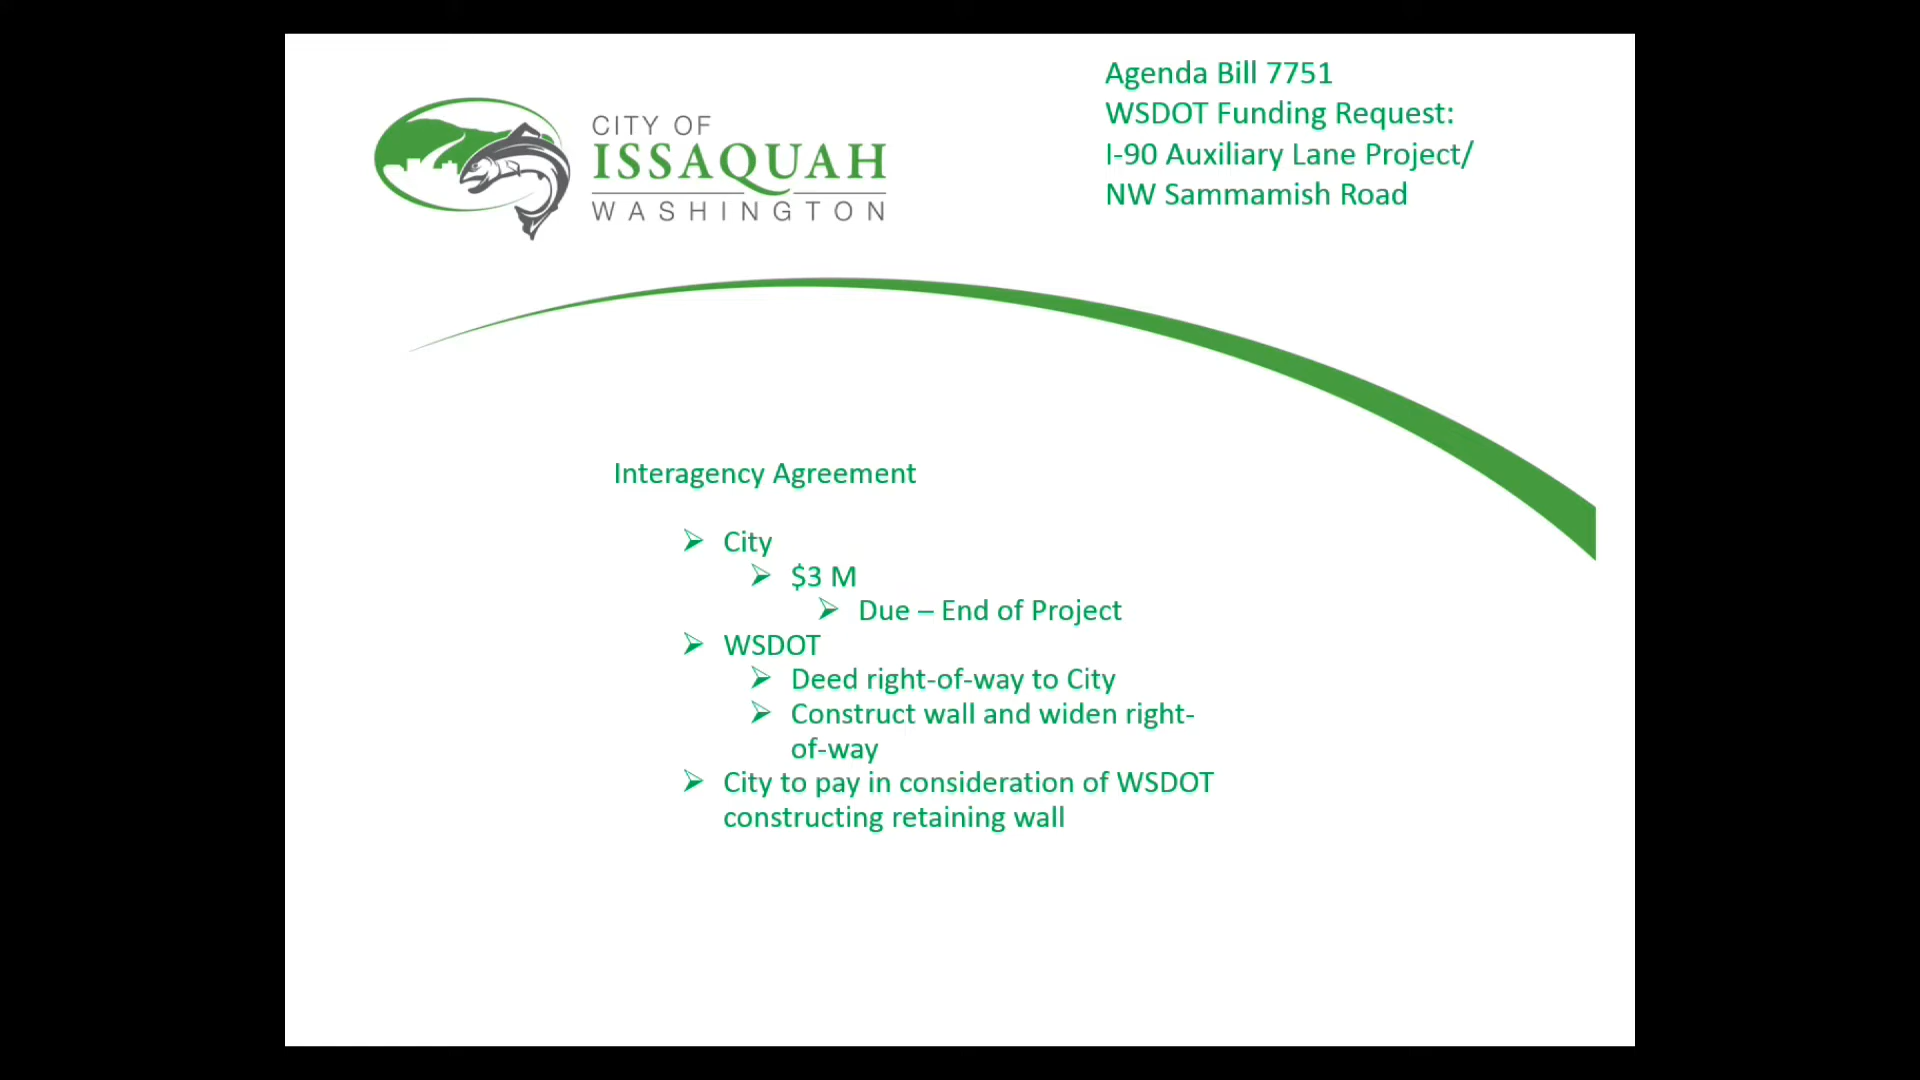 CITY OF
ISSAQUAH
WASHINGTON
Agenda Bill 7751
WSDOT Funding Request:
I-90 Auxiliary Lane Project/
NW Sammamish Road
Interagency Agreement
➢ City
➢ $3 M
➢ Due – End of Project
➢ WSDOT
➢ Deed right-of-way to City
➢ Construct wall and widen right-
of-way
➢ City to pay in consideration of WSDOT
constructing retaining wall